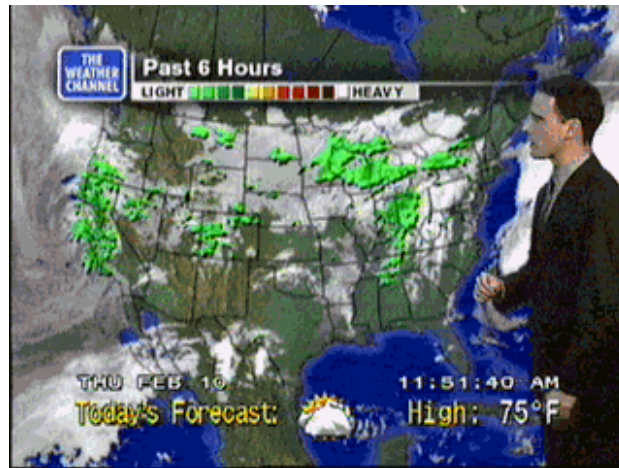 THE
WEATHER
CHANNEL
Past 6 Hours
LIGHT HEAVY
THU FEB 10 11:51:40 AM
Today's Forecast: High: 75°F